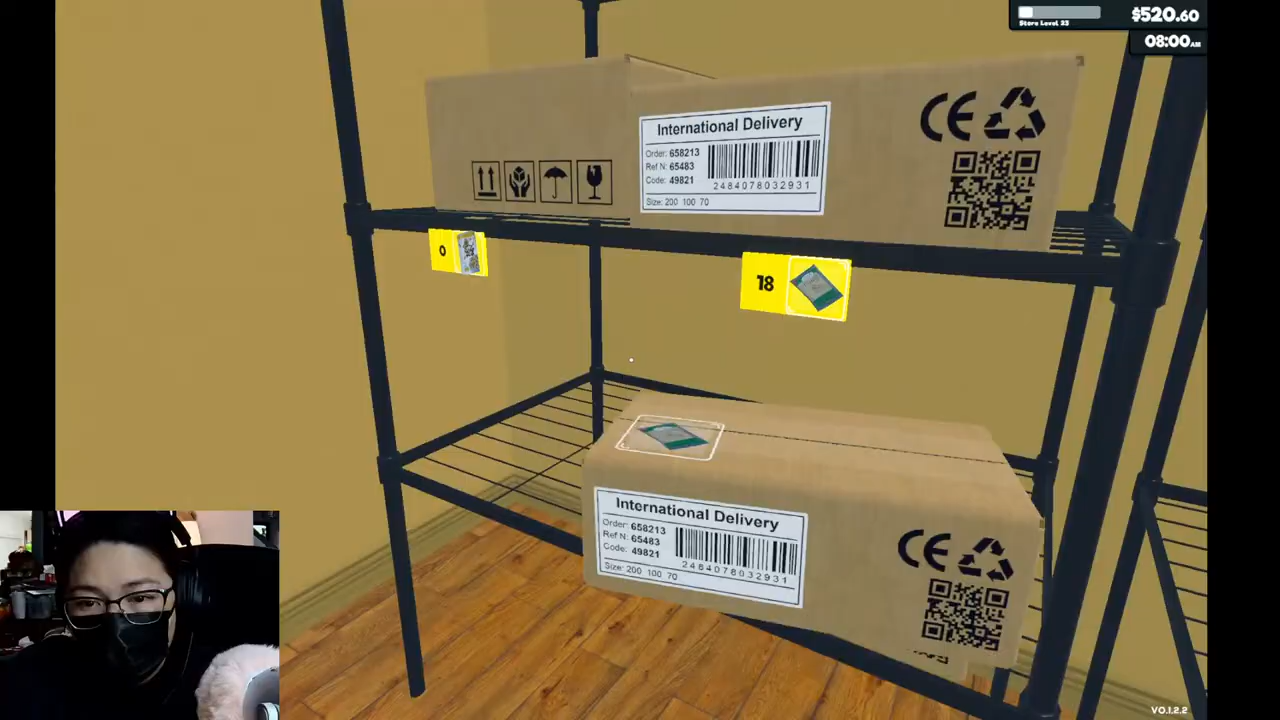 $520.60
Store Level 33
08:00AM
International Delivery
Order: 658213
Ref N: 65483
Code: 49821
2484078032931
Size: 200 100 70
CE
0
18
International Delivery
Order: 658213
Ref N: 65483
Code: 49821
2484078032931
Size: 200 100 70
CE
V0.1.2.2